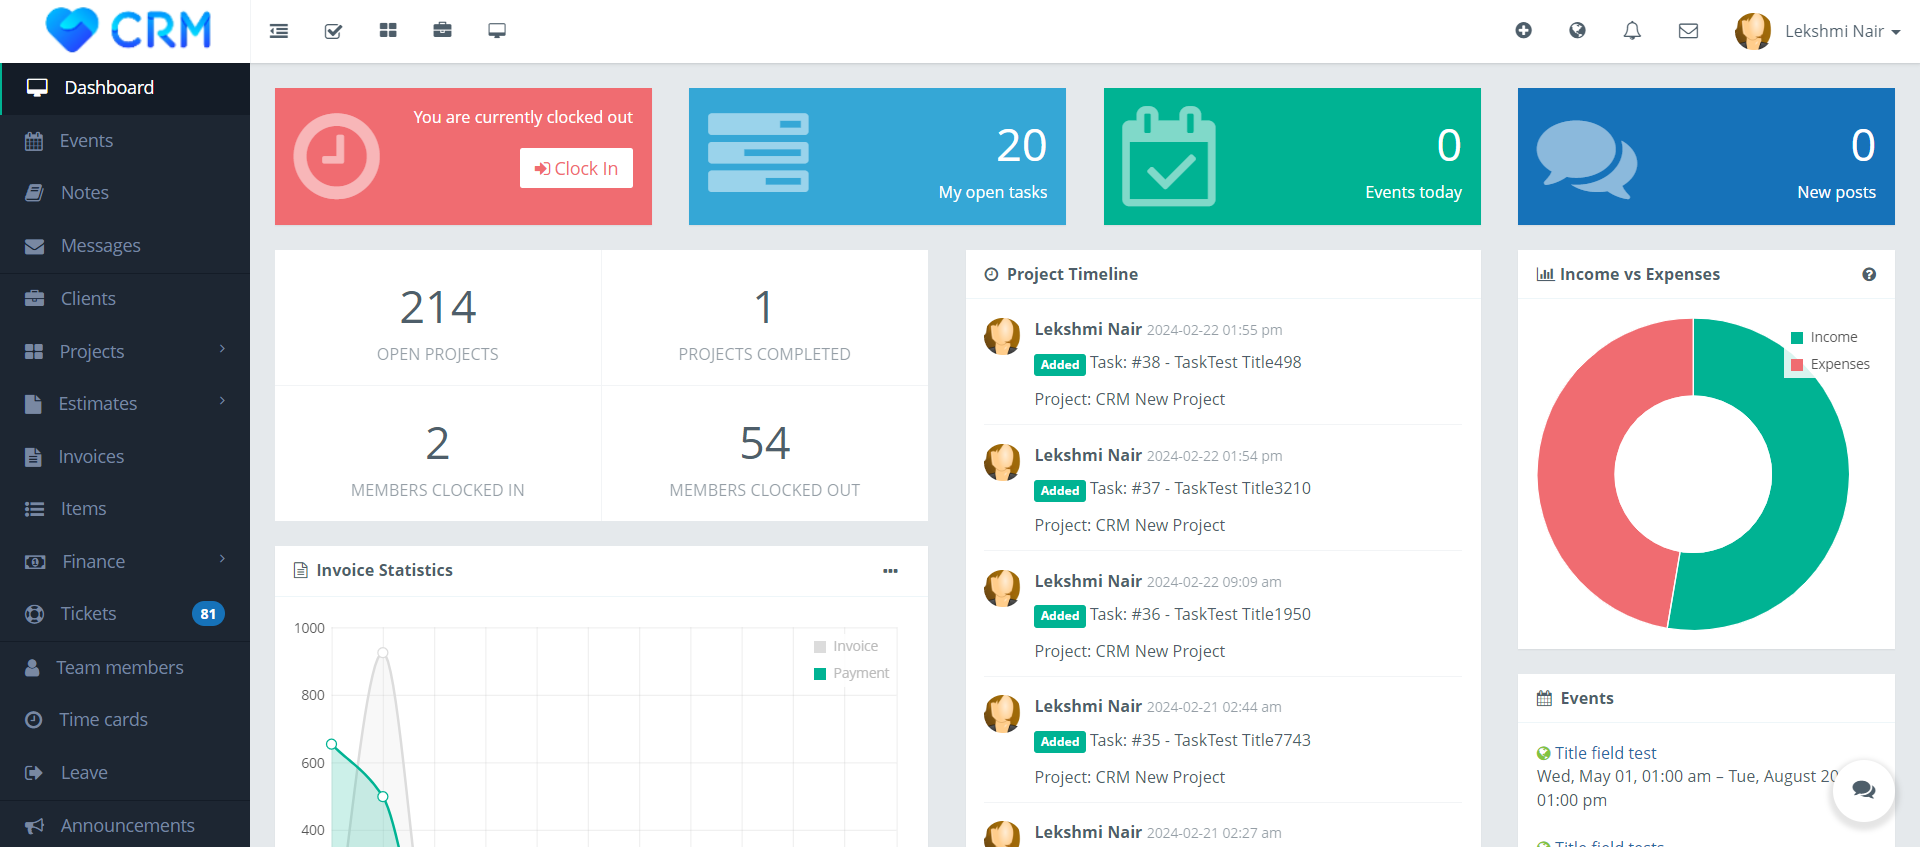 CRM
Lekshmi Nair
Dashboard
Events
Notes
Messages
Clients
Projects
Estimates
Invoices
Items
Finance
Tickets 81
Team members
Time cards
Leave
Announcements
You are currently clocked out
Clock In
20
My open tasks
0
Events today
0
New posts
214
OPEN PROJECTS
1
PROJECTS COMPLETED
2
MEMBERS CLOCKED IN
54
MEMBERS CLOCKED OUT
Invoice Statistics
1000
800
600
400
Invoice
Payment
Project Timeline
Lekshmi Nair 2024-02-22 01:55 pm
Added Task: #38 - TaskTest Title498
Project: CRM New Project
Lekshmi Nair 2024-02-22 01:54 pm
Added Task: #37 - TaskTest Title3210
Project: CRM New Project
Lekshmi Nair 2024-02-22 09:09 am
Added Task: #36 - TaskTest Title1950
Project: CRM New Project
Lekshmi Nair 2024-02-21 02:44 am
Added Task: #35 - TaskTest Title7743
Project: CRM New Project
Lekshmi Nair 2024-02-21 02:27 am
Income vs Expenses
Income
Expenses
Events
Title field test
Wed, May 01, 01:00 am – Tue, August 20
01:00 pm
Title field tests